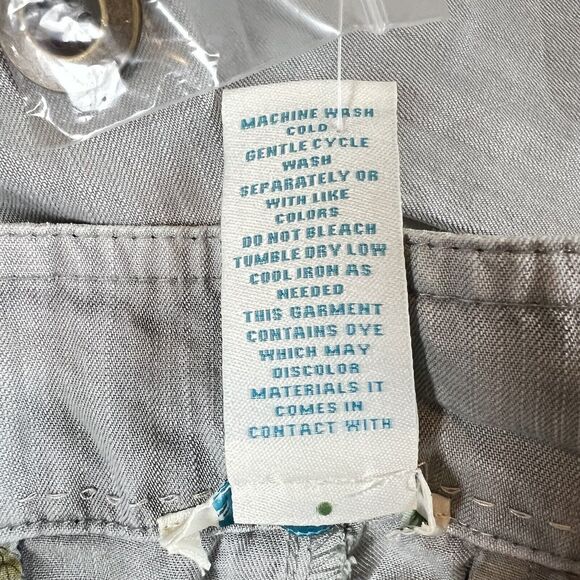 MACHINE WASH
COLD
GENTLE CYCLE
WASH
SEPARATELY OR
WITH LIKE
COLORS
DO NOT BLEACH
TUMBLE DRY LOW
COOL IRON AS
NEEDED
THIS GARMENT
CONTAINS DYE
WHICH MAY
DISCOLOR
MATERIALS IT
COMES IN
CONTACT WITH